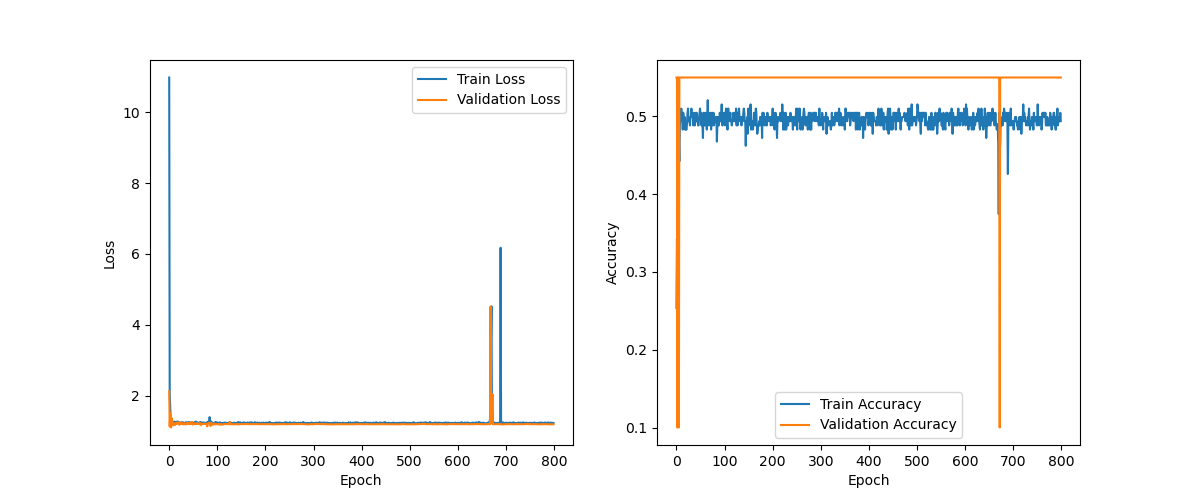 10
8
6
4
2
Loss
0 100 200 300 400 500 600 700 800
Epoch
Train Loss
Validation Loss
0.5
0.4
0.3
0.2
0.1
Accuracy
0 100 200 300 400 500 600 700 800
Epoch
Train Accuracy
Validation Accuracy